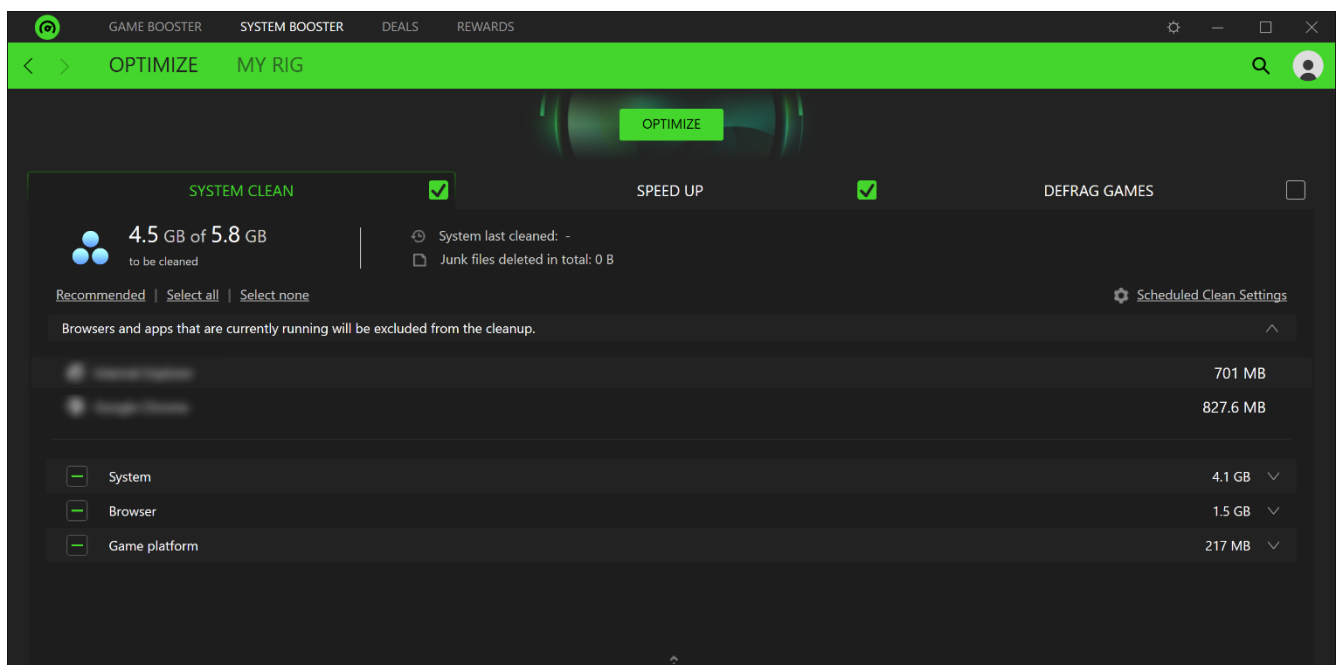 GAME BOOSTER SYSTEM BOOSTER DEALS REWARDS
OPTIMIZE MY RIG
OPTIMIZE
SYSTEM CLEAN SPEED UP DEFRAG GAMES
4.5 GB of 5.8 GB
to be cleaned
System last cleaned: -
Junk files deleted in total: 0 B
Recommended | Select all | Select none Scheduled Clean Settings
Browsers and apps that are currently running will be excluded from the cleanup.
701 MB
827.6 MB
System 4.1 GB
Browser 1.5 GB
Game platform 217 MB